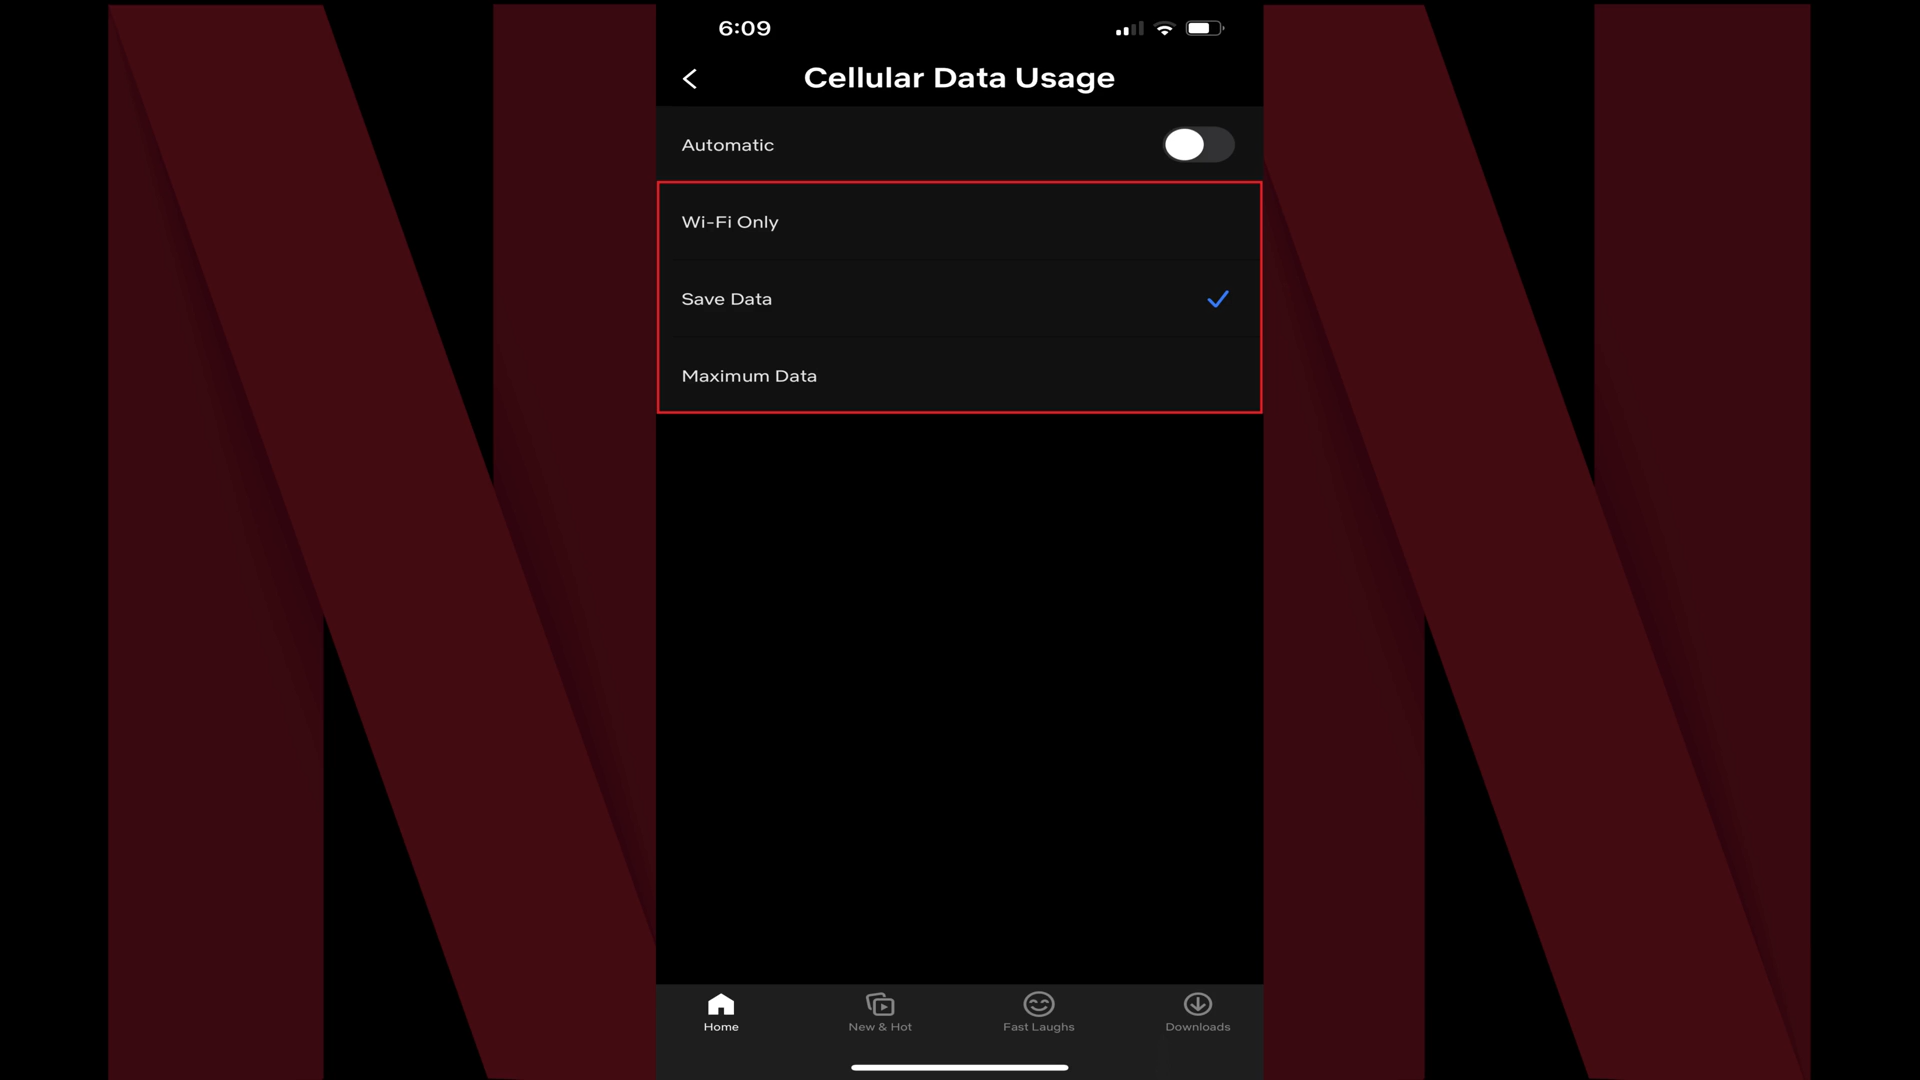 6:09
Cellular Data Usage
Automatic
Wi-Fi Only
Save Data
Maximum Data
Home
New & Hot
Fast Laughs
Downloads